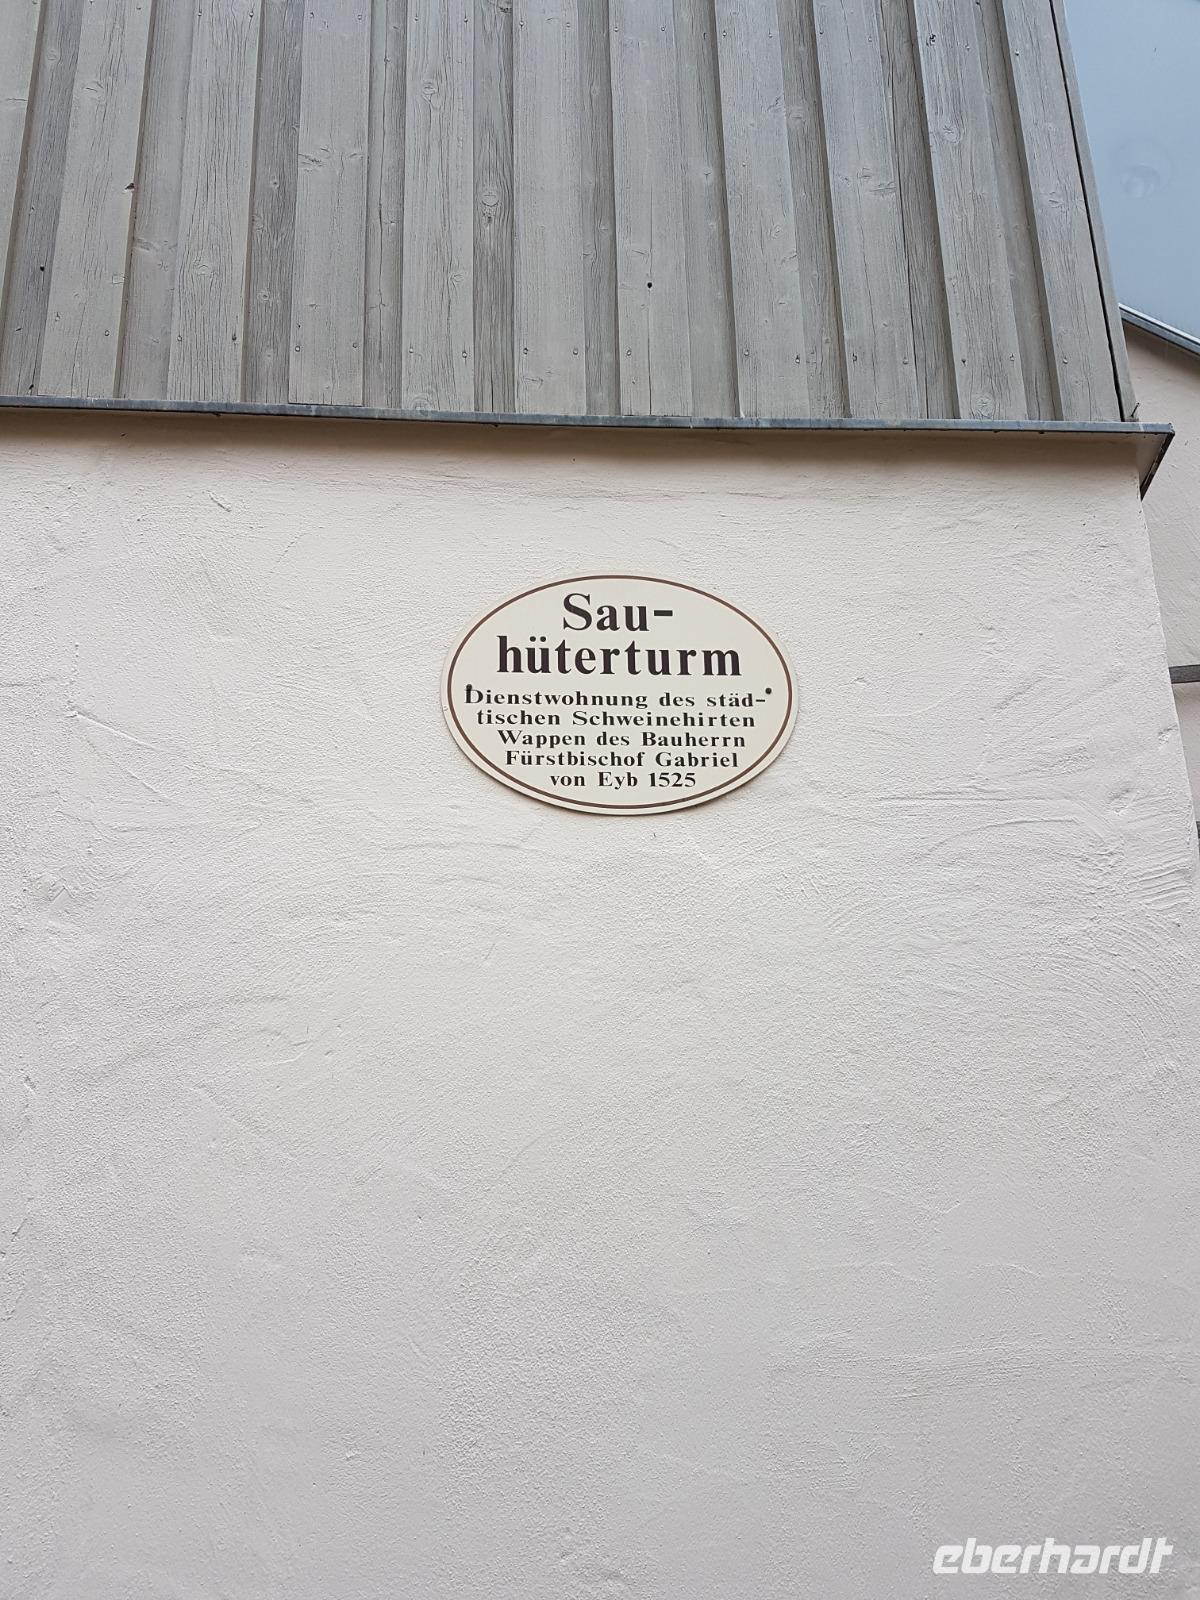 Sau-
hüterturm
Dienstwohnung des städ-
tischen Schweinehirten
Wappen des Bauherrn
Fürstbischof Gabriel
von Eyb 1525
eberhardt